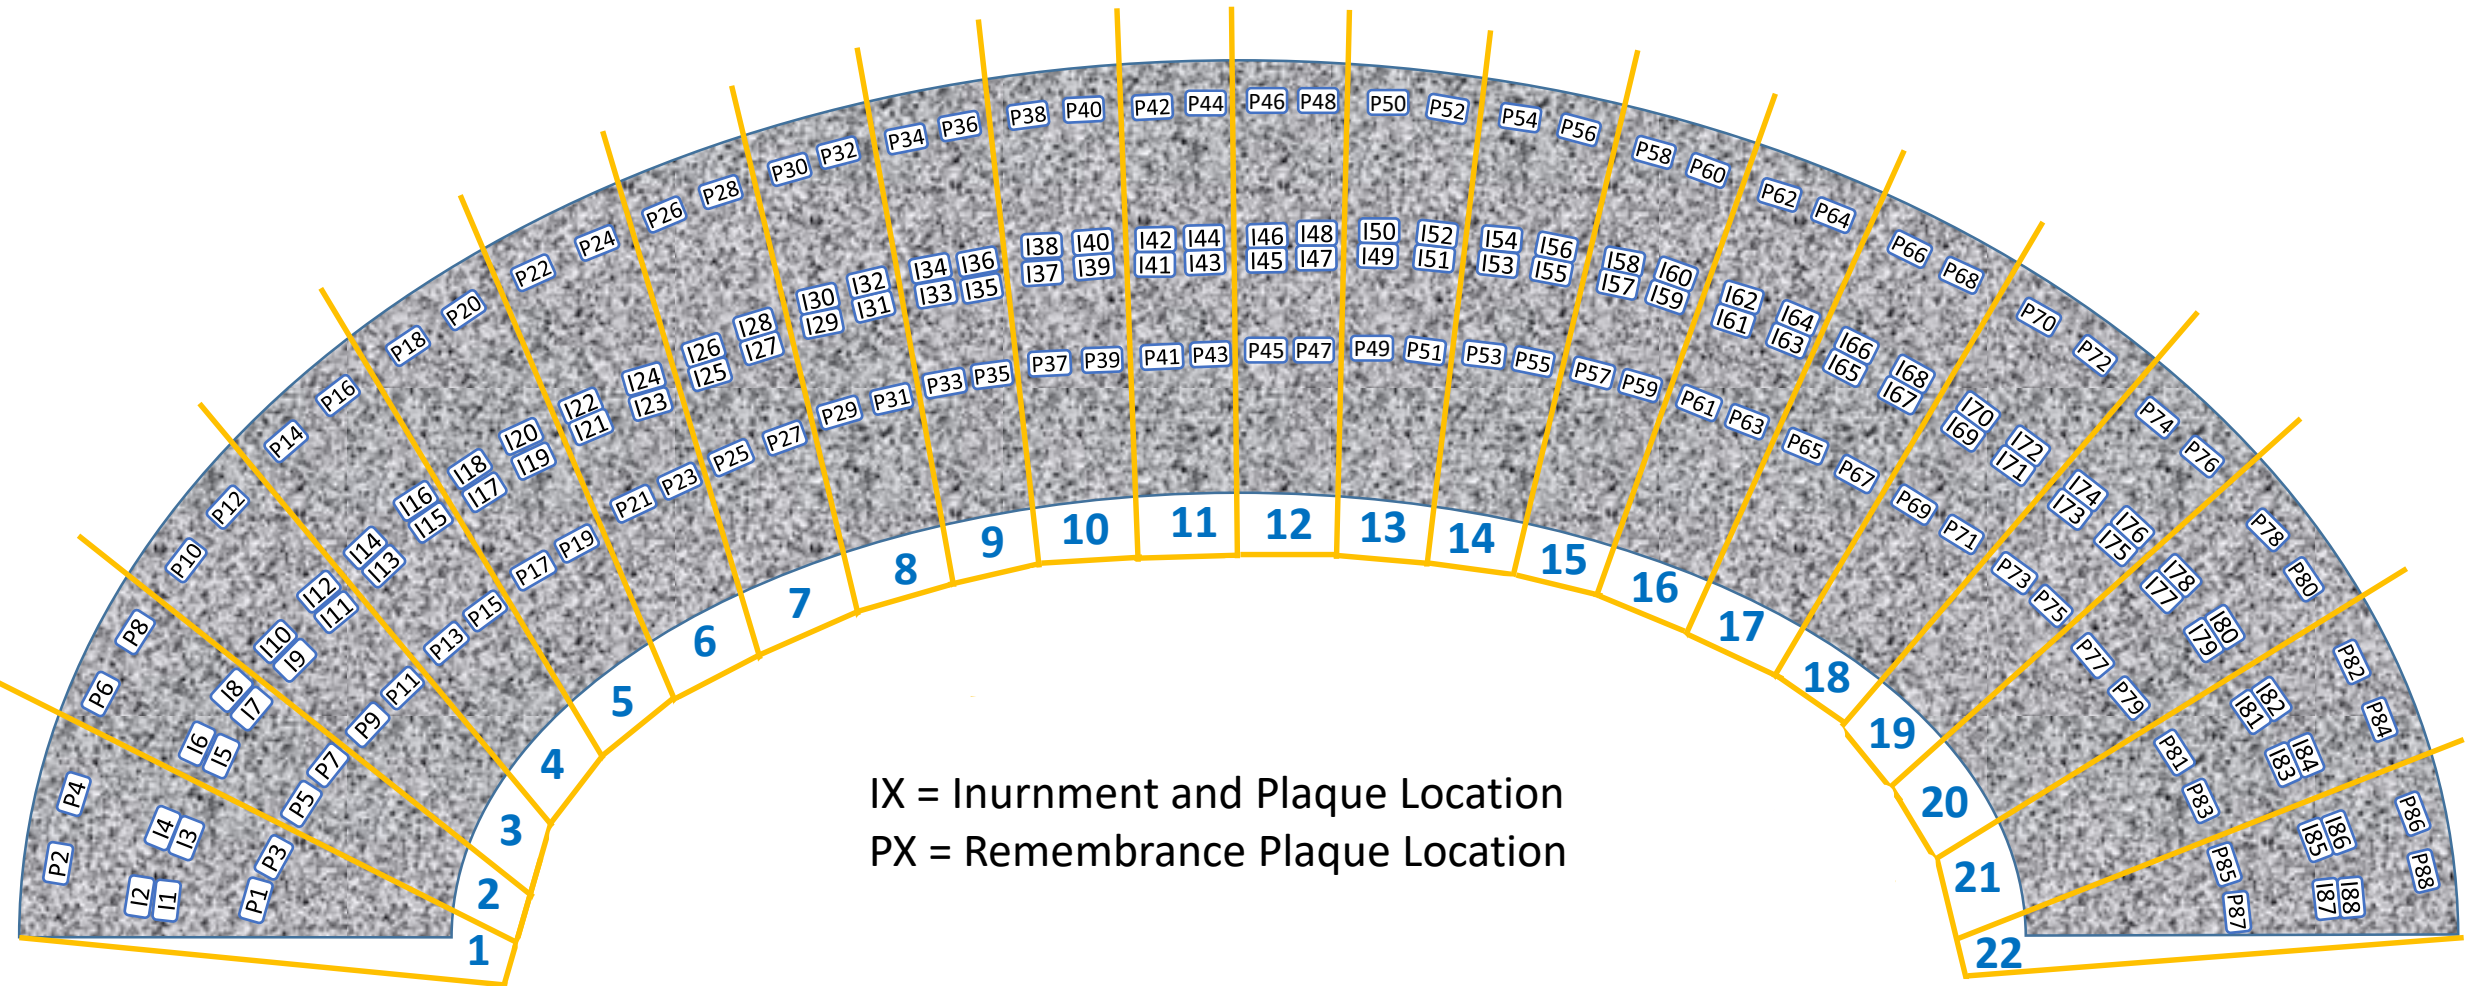 P38 P40 P42 P44 P46 P48 P50 P52
P34 P36 P54 P56
P30 P32 P58 P60
P26 P28 P62 P64
P22 P24 P66 P68
P18 P20 P70 P72
P14 P16 P74 P76
P10 P12 P78 P80
P6 P8 P82 P84
P2 P4 P86 P88
I38 I40 I42 I44 I46 I48 I50 I52
I37 I39 I41 I43 I45 I47 I49 I51
I34 I36 I54 I56
I33 I35 I53 I55
I30 I32 I58 I60
I29 I31 I57 I59
I26 I28 I62 I64
I25 I27 I61 I63
I22 I24 I66 I68
I21 I23 I65 I67
I18 I20 I70 I72
I17 I19 I69 I71
I14 I16 I74 I76
I13 I15 I73 I75
I10 I12 I78 I80
I9 I11 I77 I79
I6 I8 I82 I84
I5 I7 I81 I83
I2 I4 I86 I88
I1 I3 I85 I87
P37 P39 P41 P43 P45 P47 P49 P51
P33 P35 P53 P55
P29 P31 P57 P59
P25 P27 P61 P63
P21 P23 P65 P67
P17 P19 P69 P71
P13 P15 P73 P75
P9 P11 P77 P79
P5 P7 P81 P83
P1 P3 P85 P87
1 2 3 4 5 6 7 8 9 10 11 12 13 14 15 16 17 18 19 20 21 22
IX = Inurnment and Plaque Location
PX = Remembrance Plaque Location